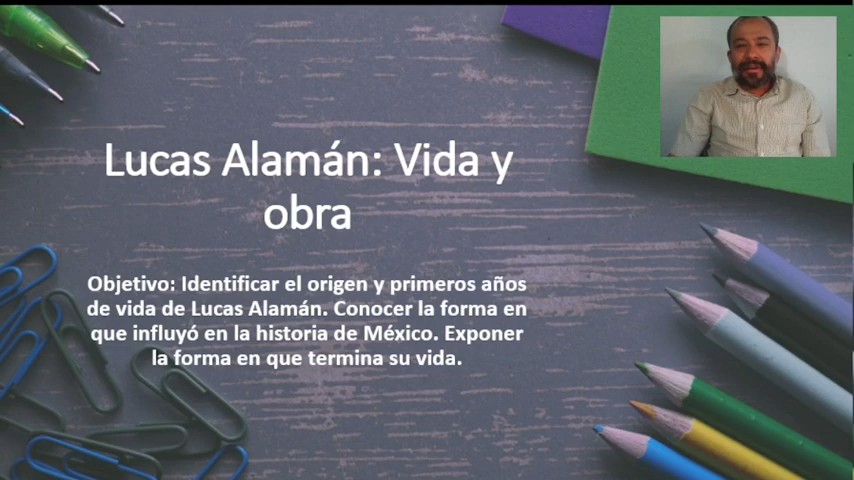 Lucas Alamán: Vida y
obra
Objetivo: Identificar el origen y primeros años
de vida de Lucas Alamán. Conocer la forma en
que influyó en la historia de México. Exponer
la forma en que termina su vida.